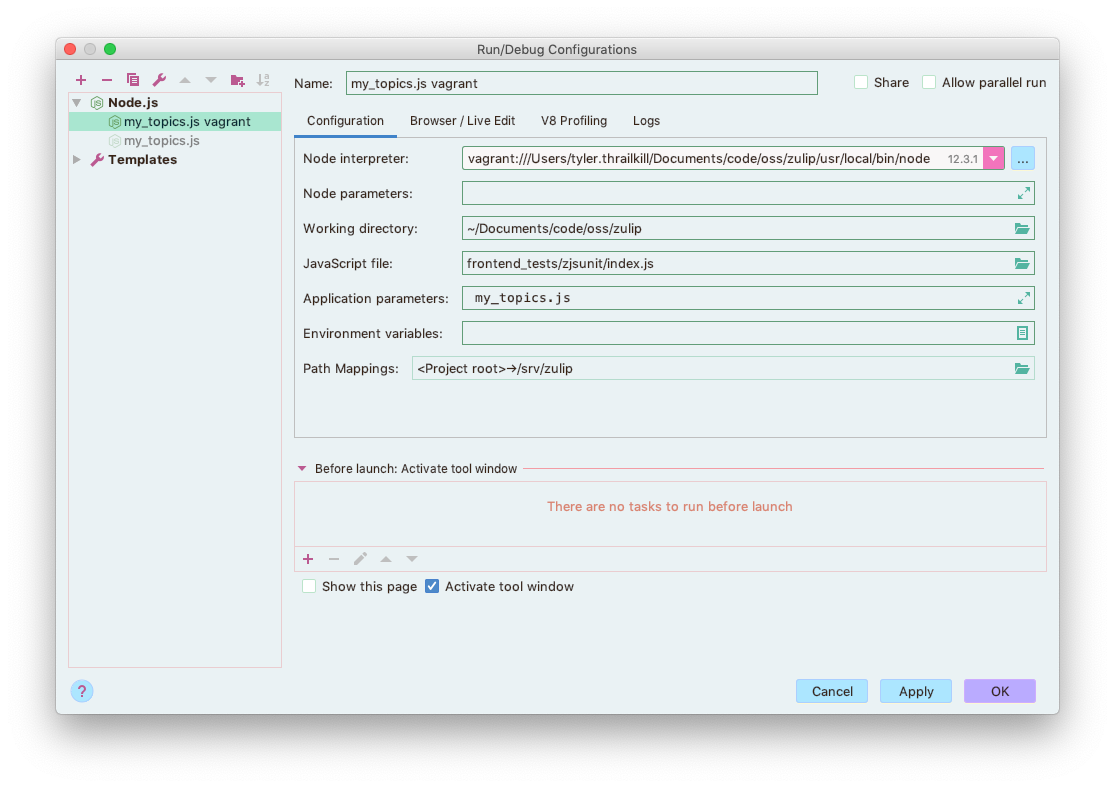 Run/Debug Configurations
Node.js
my_topics.js vagrant
my_topics.js
Templates
Name: my_topics.js vagrant
Share Allow parallel run
Configuration Browser / Live Edit V8 Profiling Logs
Node interpreter: vagrant:///Users/tyler.thrailkill/Documents/code/oss/zulip/usr/local/bin/node 12.3.1 ...
Node parameters:
Working directory: ~/Documents/code/oss/zulip
JavaScript file: frontend_tests/zjsunit/index.js
Application parameters: my_topics.js
Environment variables:
Path Mappings: <Project root>→/srv/zulip
Before launch: Activate tool window
There are no tasks to run before launch
Show this page Activate tool window
? Cancel Apply OK